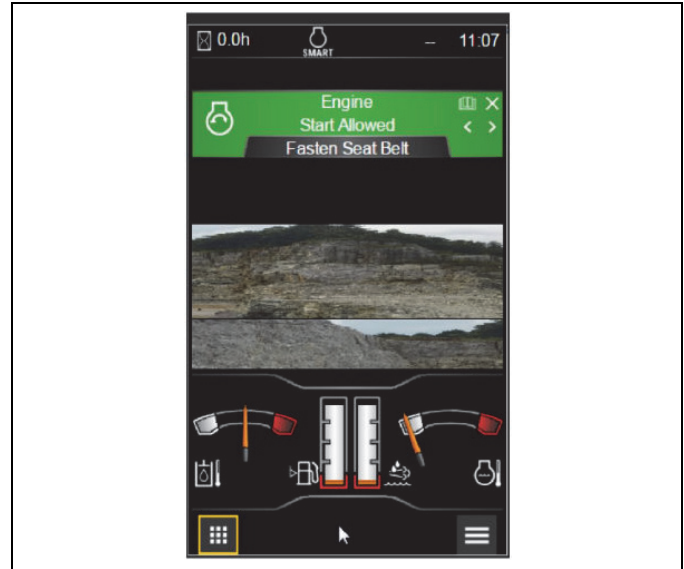 0.0h
SMART
--
11:07
Engine
Start Allowed
Fasten Seat Belt